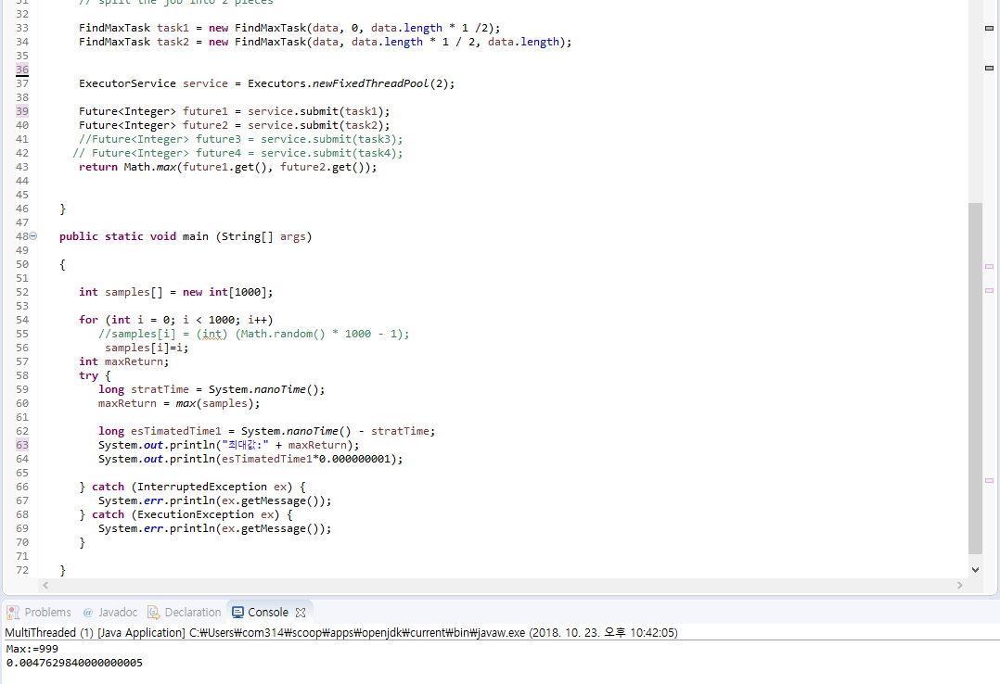 31 // split the job into 2 pieces
32
33 FindMaxTask task1 = new FindMaxTask(data, 0, data.length * 1 /2);
34 FindMaxTask task2 = new FindMaxTask(data, data.length * 1 / 2, data.length);
35
36
37 ExecutorService service = Executors.newFixedThreadPool(2);
38
39 Future<Integer> future1 = service.submit(task1);
40 Future<Integer> future2 = service.submit(task2);
41 //Future<Integer> future3 = service.submit(task3);
42 // Future<Integer> future4 = service.submit(task4);
43 return Math.max(future1.get(), future2.get());
44
45
46 }
47
48 public static void main (String[] args)
49
50 {
51
52 int samples[] = new int[1000];
53
54 for (int i = 0; i < 1000; i++)
55 //samples[i] = (int) (Math.random() * 1000 - 1);
56 samples[i]=i;
57 int maxReturn;
58 try {
59 long stratTime = System.nanoTime();
60 maxReturn = max(samples);
61
62 long esTimatedTime1 = System.nanoTime() - stratTime;
63 System.out.println("최대값:" + maxReturn);
64 System.out.println(esTimatedTime1*0.000000001);
65
66 } catch (InterruptedException ex) {
67 System.err.println(ex.getMessage());
68 } catch (ExecutionException ex) {
69 System.err.println(ex.getMessage());
70 }
71
72 }
Problems @ Javadoc Declaration Console
MultiThreaded (1) [Java Application] C:₩Users₩com314₩scoop₩apps₩openjdk₩current₩bin₩javaw.exe (2018. 10. 23. 오후 10:42:05)
Max:=999
0.0047629840000000005